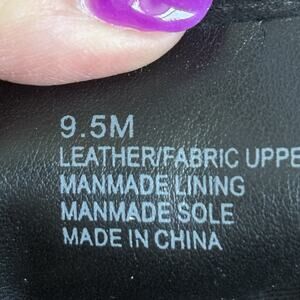 9.5M
LEATHER/FABRIC UPPE
MANMADE LINING
MANMADE SOLE
MADE IN CHINA